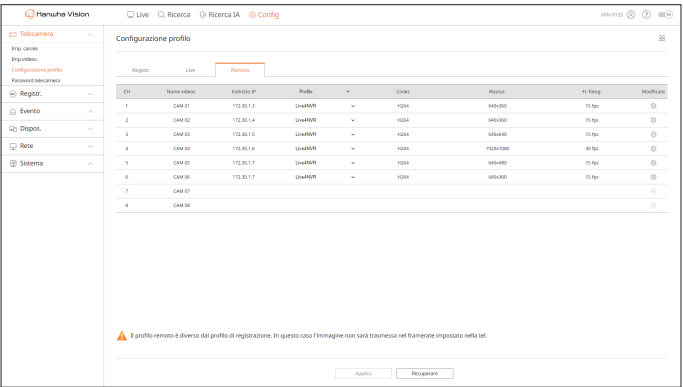 Hanwha Vision
Live Ricerca Ricerca IA Config
Telecamera
Imp. canale
Imp.videoc.
Configurazione profilo
Password telecamera
Registr.
Evento
Dispos.
Rete
Sistema
Configurazione profilo
Registr. Live Remoto
CH Nome videoc. Indirizzo IP Profilo Codec Risoluz. Fr. fotog. Modificare
1 CAM 01 172.30.1.3 Live4NVR H264 640x360 15 fps
2 CAM 02 172.30.1.4 Live4NVR H264 640x360 15 fps
3 CAM 03 172.30.1.5 Live4NVR H264 640x640 15 fps
4 CAM 04 172.30.1.6 Live4NVR H264 1920x1080 30 fps
5 CAM 05 172.30.1.7 Live4NVR H264 640x480 15 fps
6 CAM 06 172.30.1.7 Live4NVR H264 640x360 15 fps
7 CAM 07
8 CAM 08
Il profilo remoto è diverso dal profilo di registrazione. In questo caso l'immagine non sarà trasmessa nel framerate impostato nella tel.
Applica Recuperare